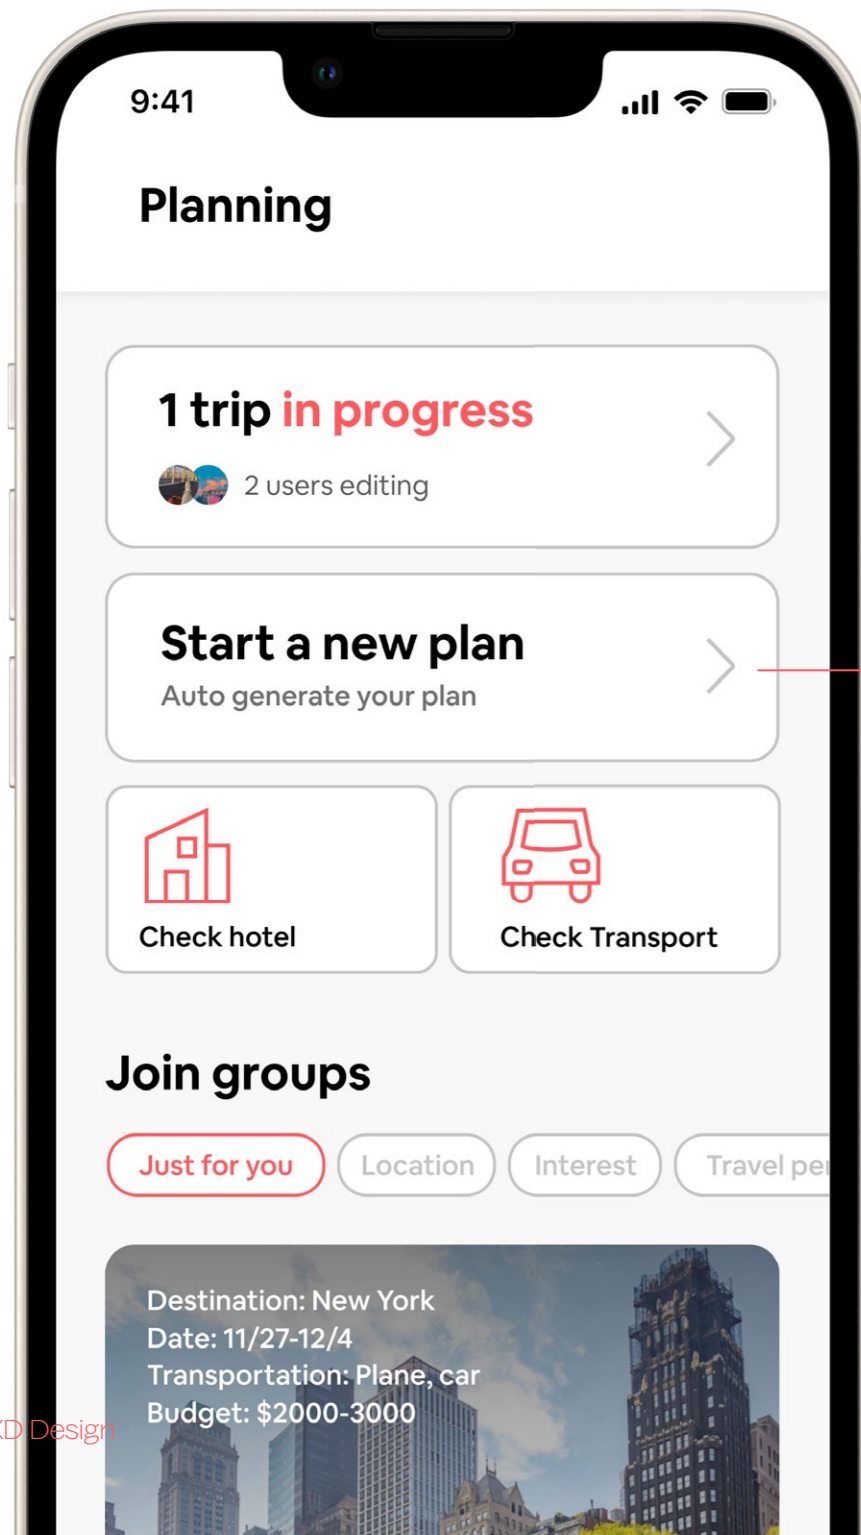 9:41
Planning
1 trip in progress
2 users editing
Start a new plan
Auto generate your plan
Check hotel
Check Transport
Join groups
Just for you
Location
Interest
Travel
Destination: New York
Date: 11/27-12/4
Transportation: Plane, car
Budget: $2000-3000
Design